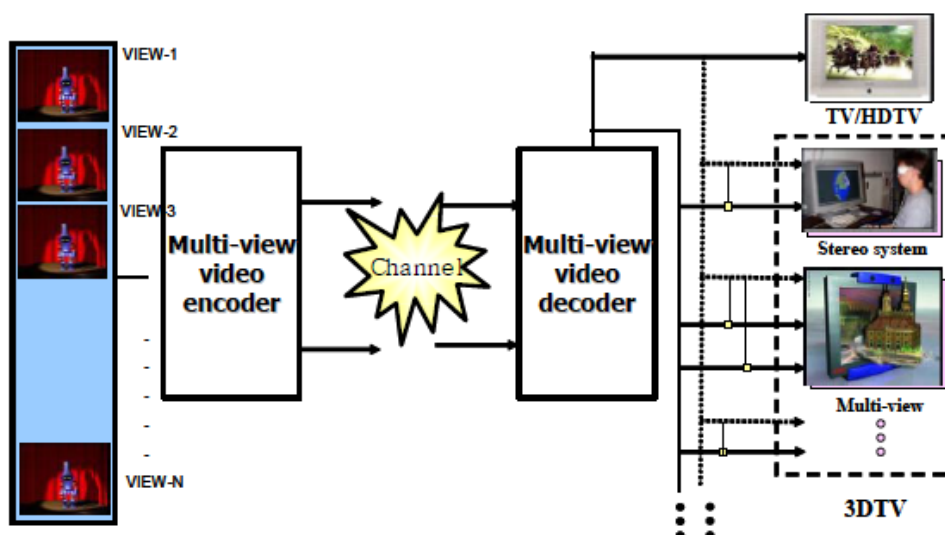 VIEW-1
VIEW-2
VIEW-3
VIEW-N
Multi-view
video
encoder
Channel
Multi-view
video
decoder
TV/HDTV
Stereo system
Multi-view
3DTV